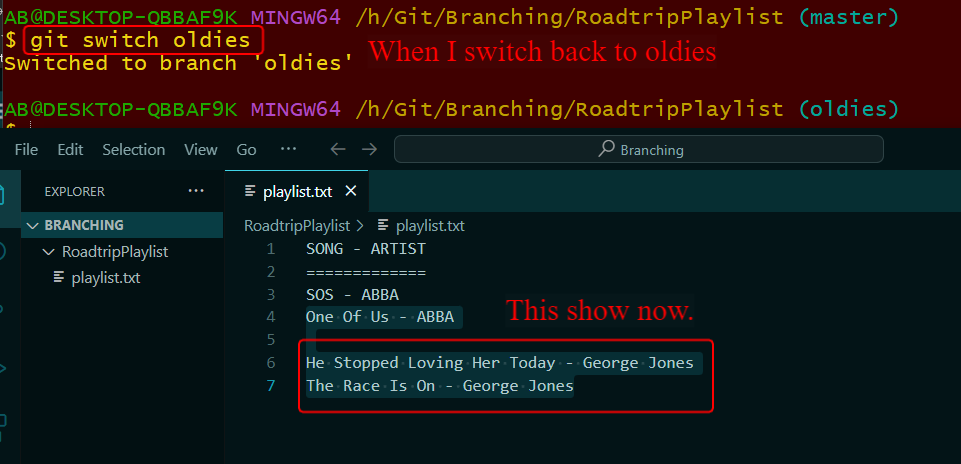 AB@DESKTOP-QBBAF9K MINGW64 /h/Git/Branching/RoadtripPlaylist (master)
$ git switch oldies
When I switch back to oldies
Switched to branch 'oldies'
AB@DESKTOP-QBBAF9K MINGW64 /h/Git/Branching/RoadtripPlaylist (oldies)
$
File Edit Selection View Go ··· Branching
EXPLORER ··· playlist.txt
BRANCHING
RoadtripPlaylist
playlist.txt
RoadtripPlaylist > playlist.txt
1 SONG - ARTIST
2 =============
3 SOS - ABBA
4 One Of Us - ABBA
This show now.
5
6 He Stopped Loving Her Today - George Jones
7 The Race Is On - George Jones